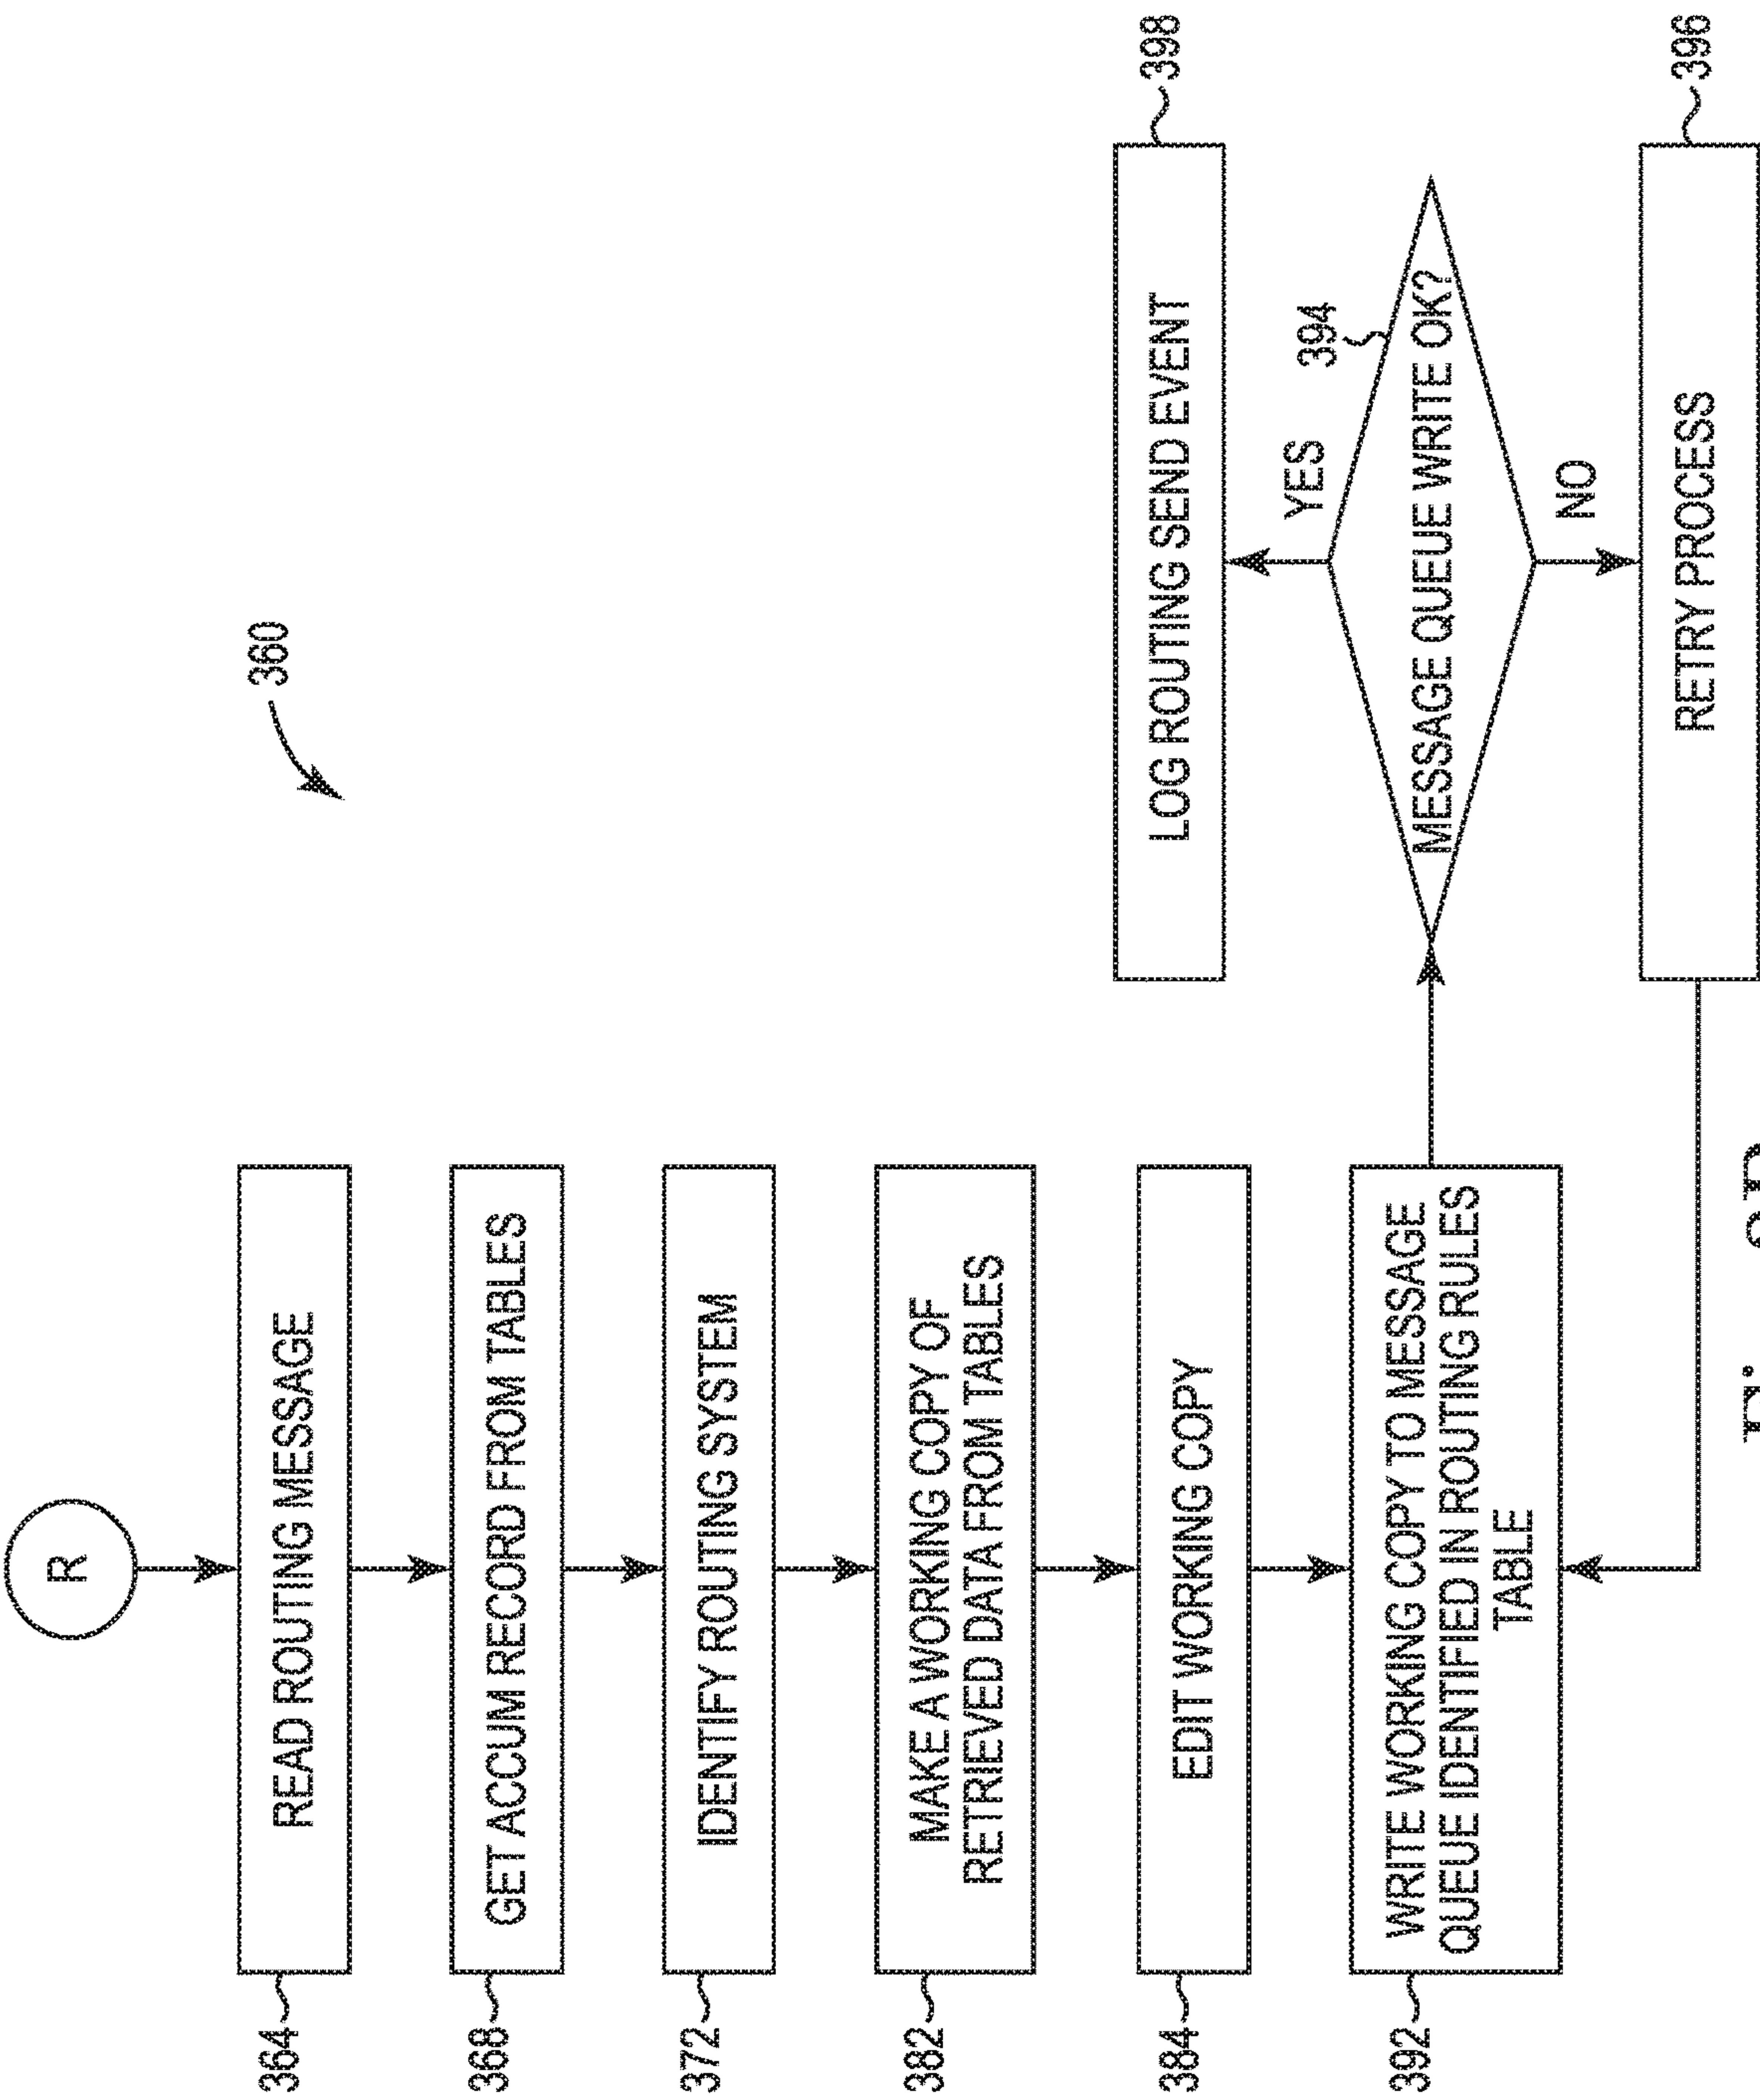 R
360
364
READ ROUTING MESSAGE
368
GET ACCUM RECORD FROM TABLES
372
IDENTIFY ROUTING SYSTEM
382
MAKE A WORKING COPY OF
RETRIEVED DATA FROM TABLES
384
EDIT WORKING COPY
392
WRITE WORKING COPY TO MESSAGE
QUEUE IDENTIFIED IN ROUTING RULES
TABLE
398
LOG ROUTING SEND EVENT
YES
394
MESSAGE QUEUE WRITE OK?
NO
396
RETRY PROCESS